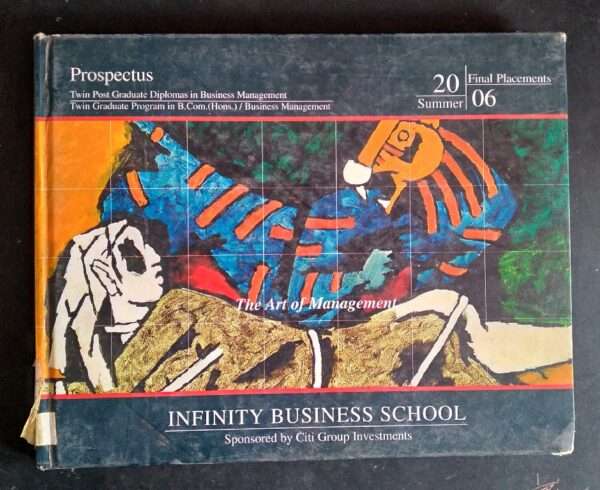 Prospectus
Twin Post Graduate Diplomas in Business Management
Twin Graduate Program in B.Com.(Hons.) / Business Management
20 Final Placements
Summer 06
The Art of Management
INFINITY BUSINESS SCHOOL
Sponsored by Citi Group Investments